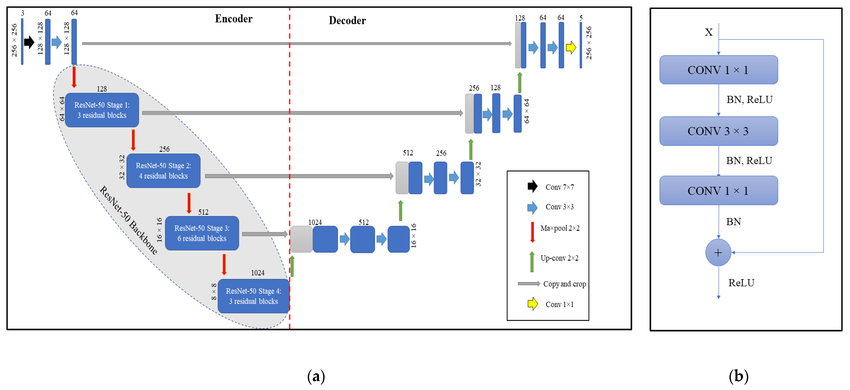 Encoder
Decoder
3
64
64
256 × 256
128 × 128
128 × 128
128
64
64
5
256 × 256
128
ResNet-50 Stage 1:
3 residual blocks
64 × 64
256
128
64 × 64
256
ResNet-50 Stage 2:
4 residual blocks
32 × 32
512
256
32 × 32
512
ResNet-50 Stage 3:
6 residual blocks
16 × 16
1024
512
16 × 16
1024
ResNet-50 Stage 4:
3 residual blocks
8 × 8
ResNet-50 Backbone
Conv 7×7
Conv 3×3
Max pool 2×2
Up-conv 2×2
Copy and crop
Conv 1×1
(a)
X
CONV 1 × 1
BN, ReLU
CONV 3 × 3
BN, ReLU
CONV 1 × 1
BN
+
ReLU
(b)